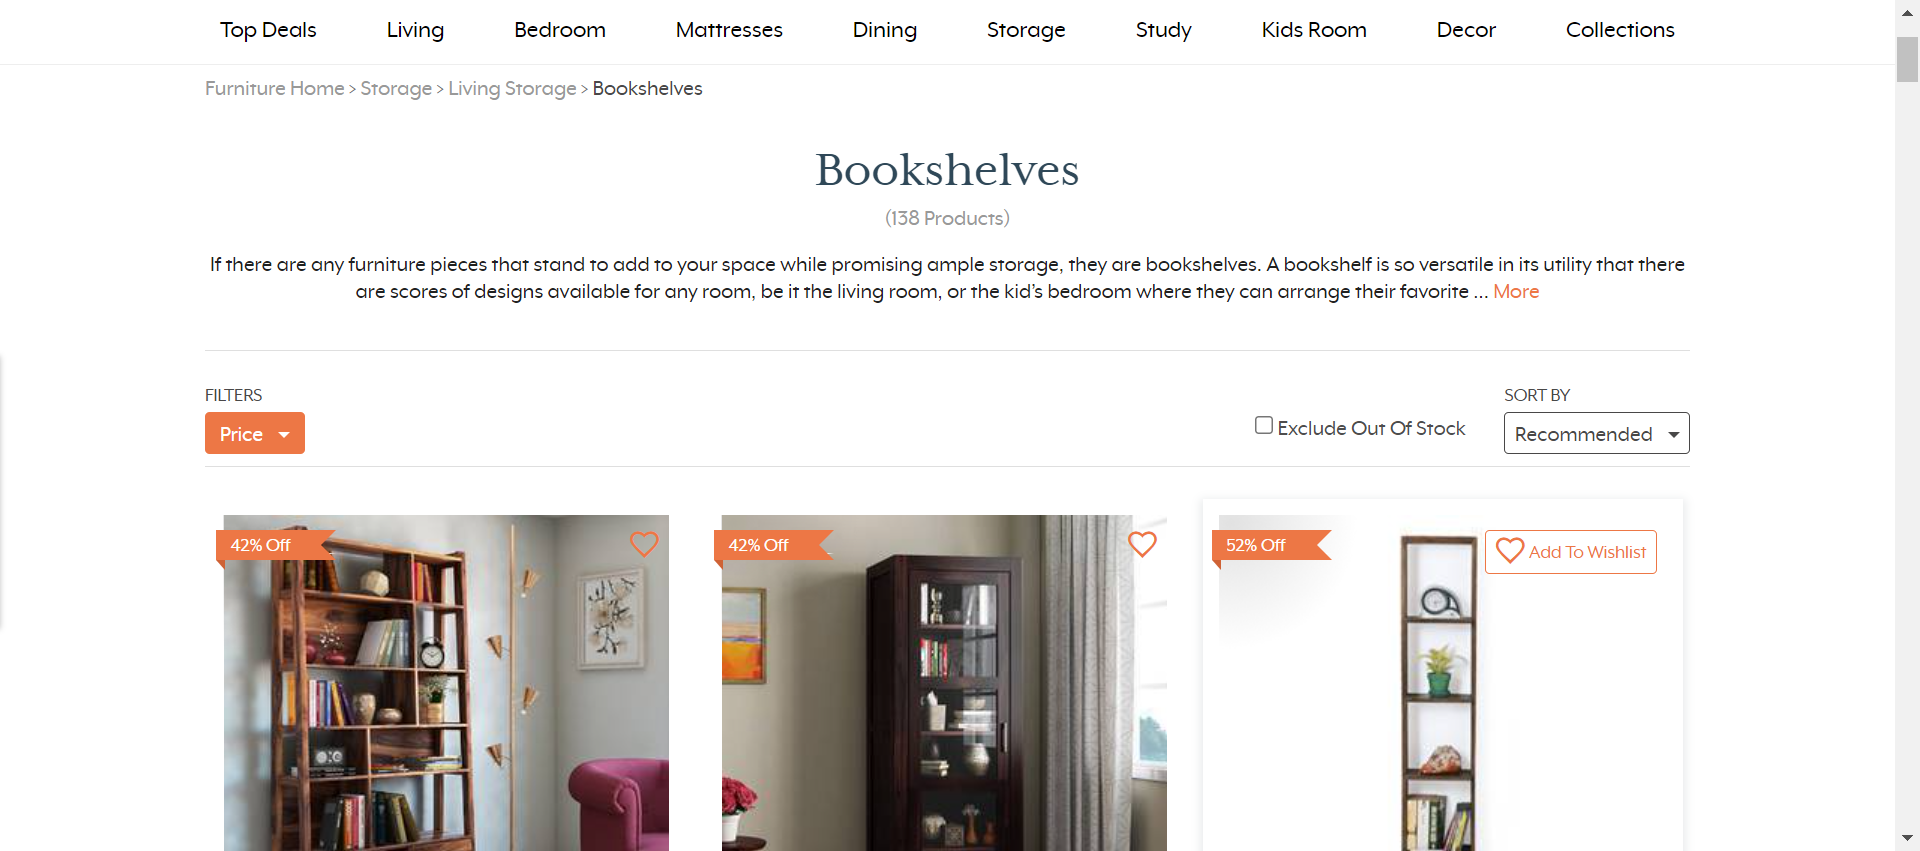 Top Deals Living Bedroom Mattresses Dining Storage Study Kids Room Decor Collections
Furniture Home > Storage > Living Storage > Bookshelves
Bookshelves
(138 Products)
If there are any furniture pieces that stand to add to your space while promising ample storage, they are bookshelves. A bookshelf is so versatile in its utility that there
are scores of designs available for any room, be it the living room, or the kid’s bedroom where they can arrange their favorite ... More
FILTERS
Price
Exclude Out Of Stock
SORT BY
Recommended
42% Off
42% Off
52% Off
Add To Wishlist